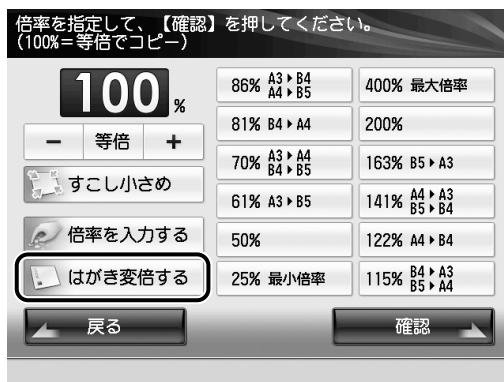 倍率を指定して、【確認】を押してください。
(100%=等倍でコピー)
100 %
− 等倍 +
すこし小さめ
倍率を入力する
はがき変倍する
86% A3▶B4
A4▶B5
81% B4▶A4
70% A3▶A4
B4▶B5
61% A3▶B5
50%
25% 最小倍率
400% 最大倍率
200%
163% B5▶A3
141% A4▶A3
B5▶B4
122% A4▶B4
115% B4▶A3
B5▶A4
戻る
確認